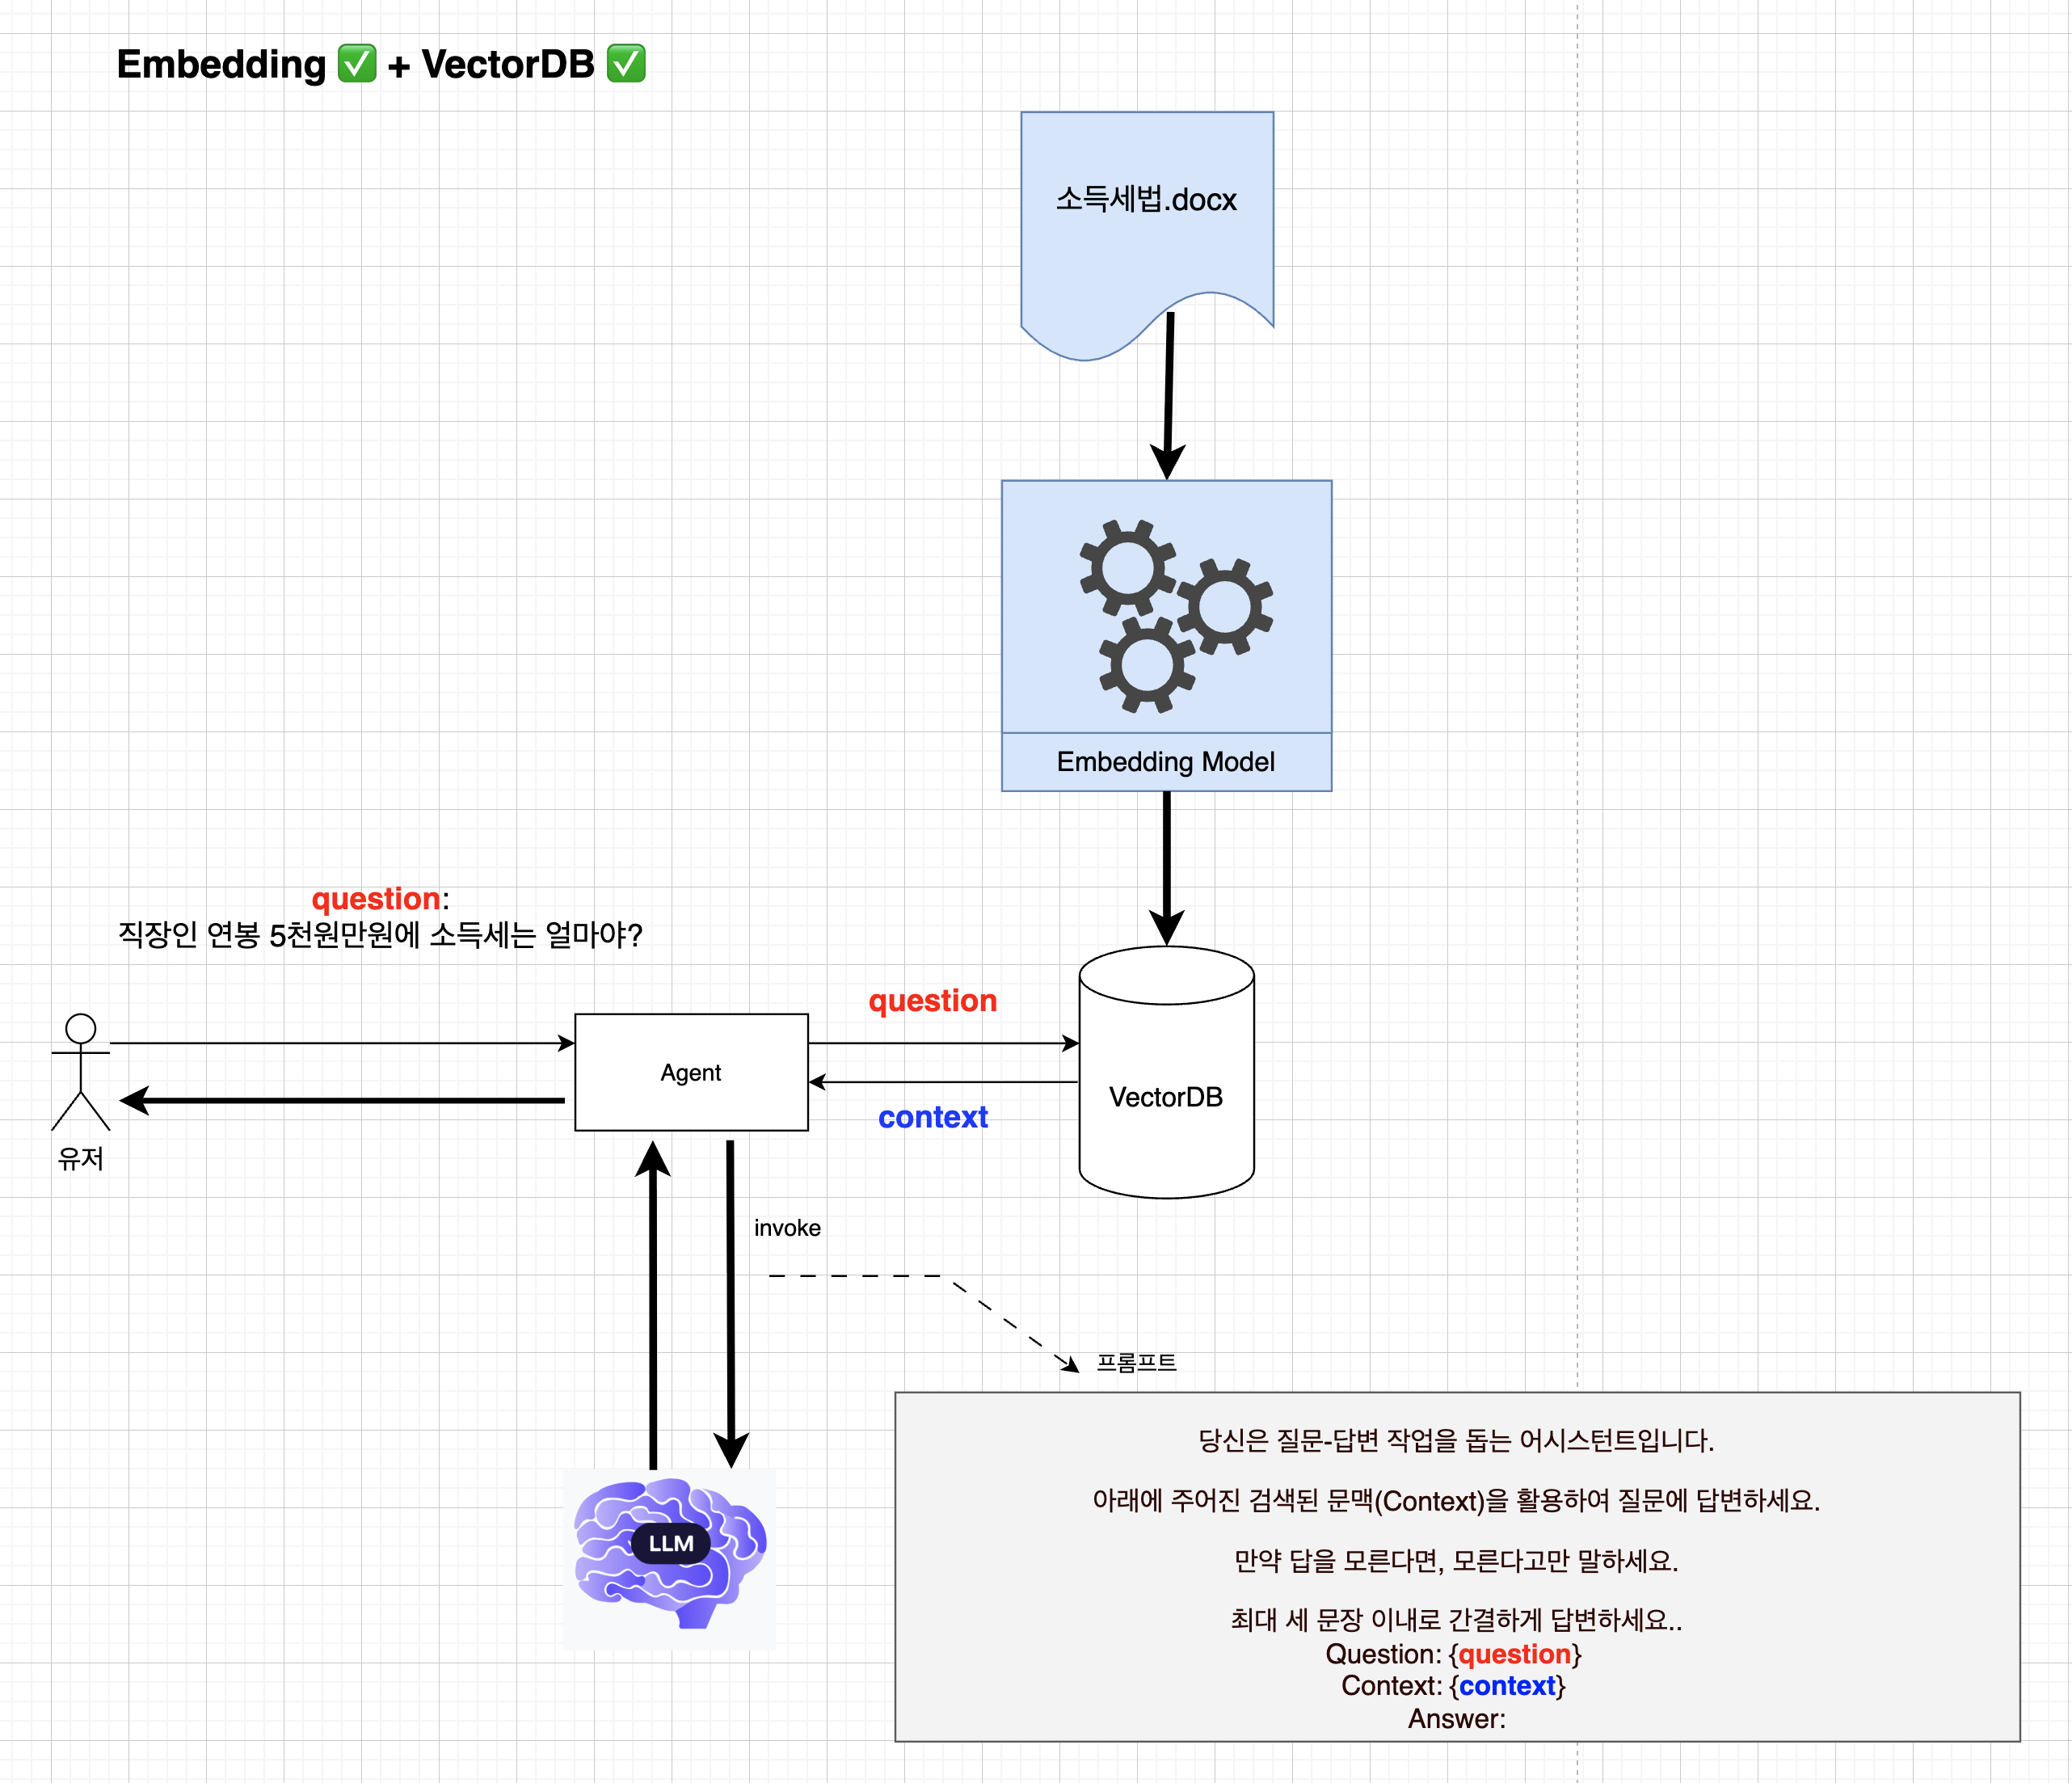 Embedding ✅ + VectorDB ✅
소득세법.docx
Embedding Model
question:
직장인 연봉 5천원만원에 소득세는 얼마야?
question
Agent
VectorDB
context
유저
invoke
프롬프트
당신은 질문-답변 작업을 돕는 어시스턴트입니다.
아래에 주어진 검색된 문맥(Context)을 활용하여 질문에 답변하세요.
만약 답을 모른다면, 모른다고만 말하세요.
최대 세 문장 이내로 간결하게 답변하세요..
Question: {question}
Context: {context}
Answer:
LLM